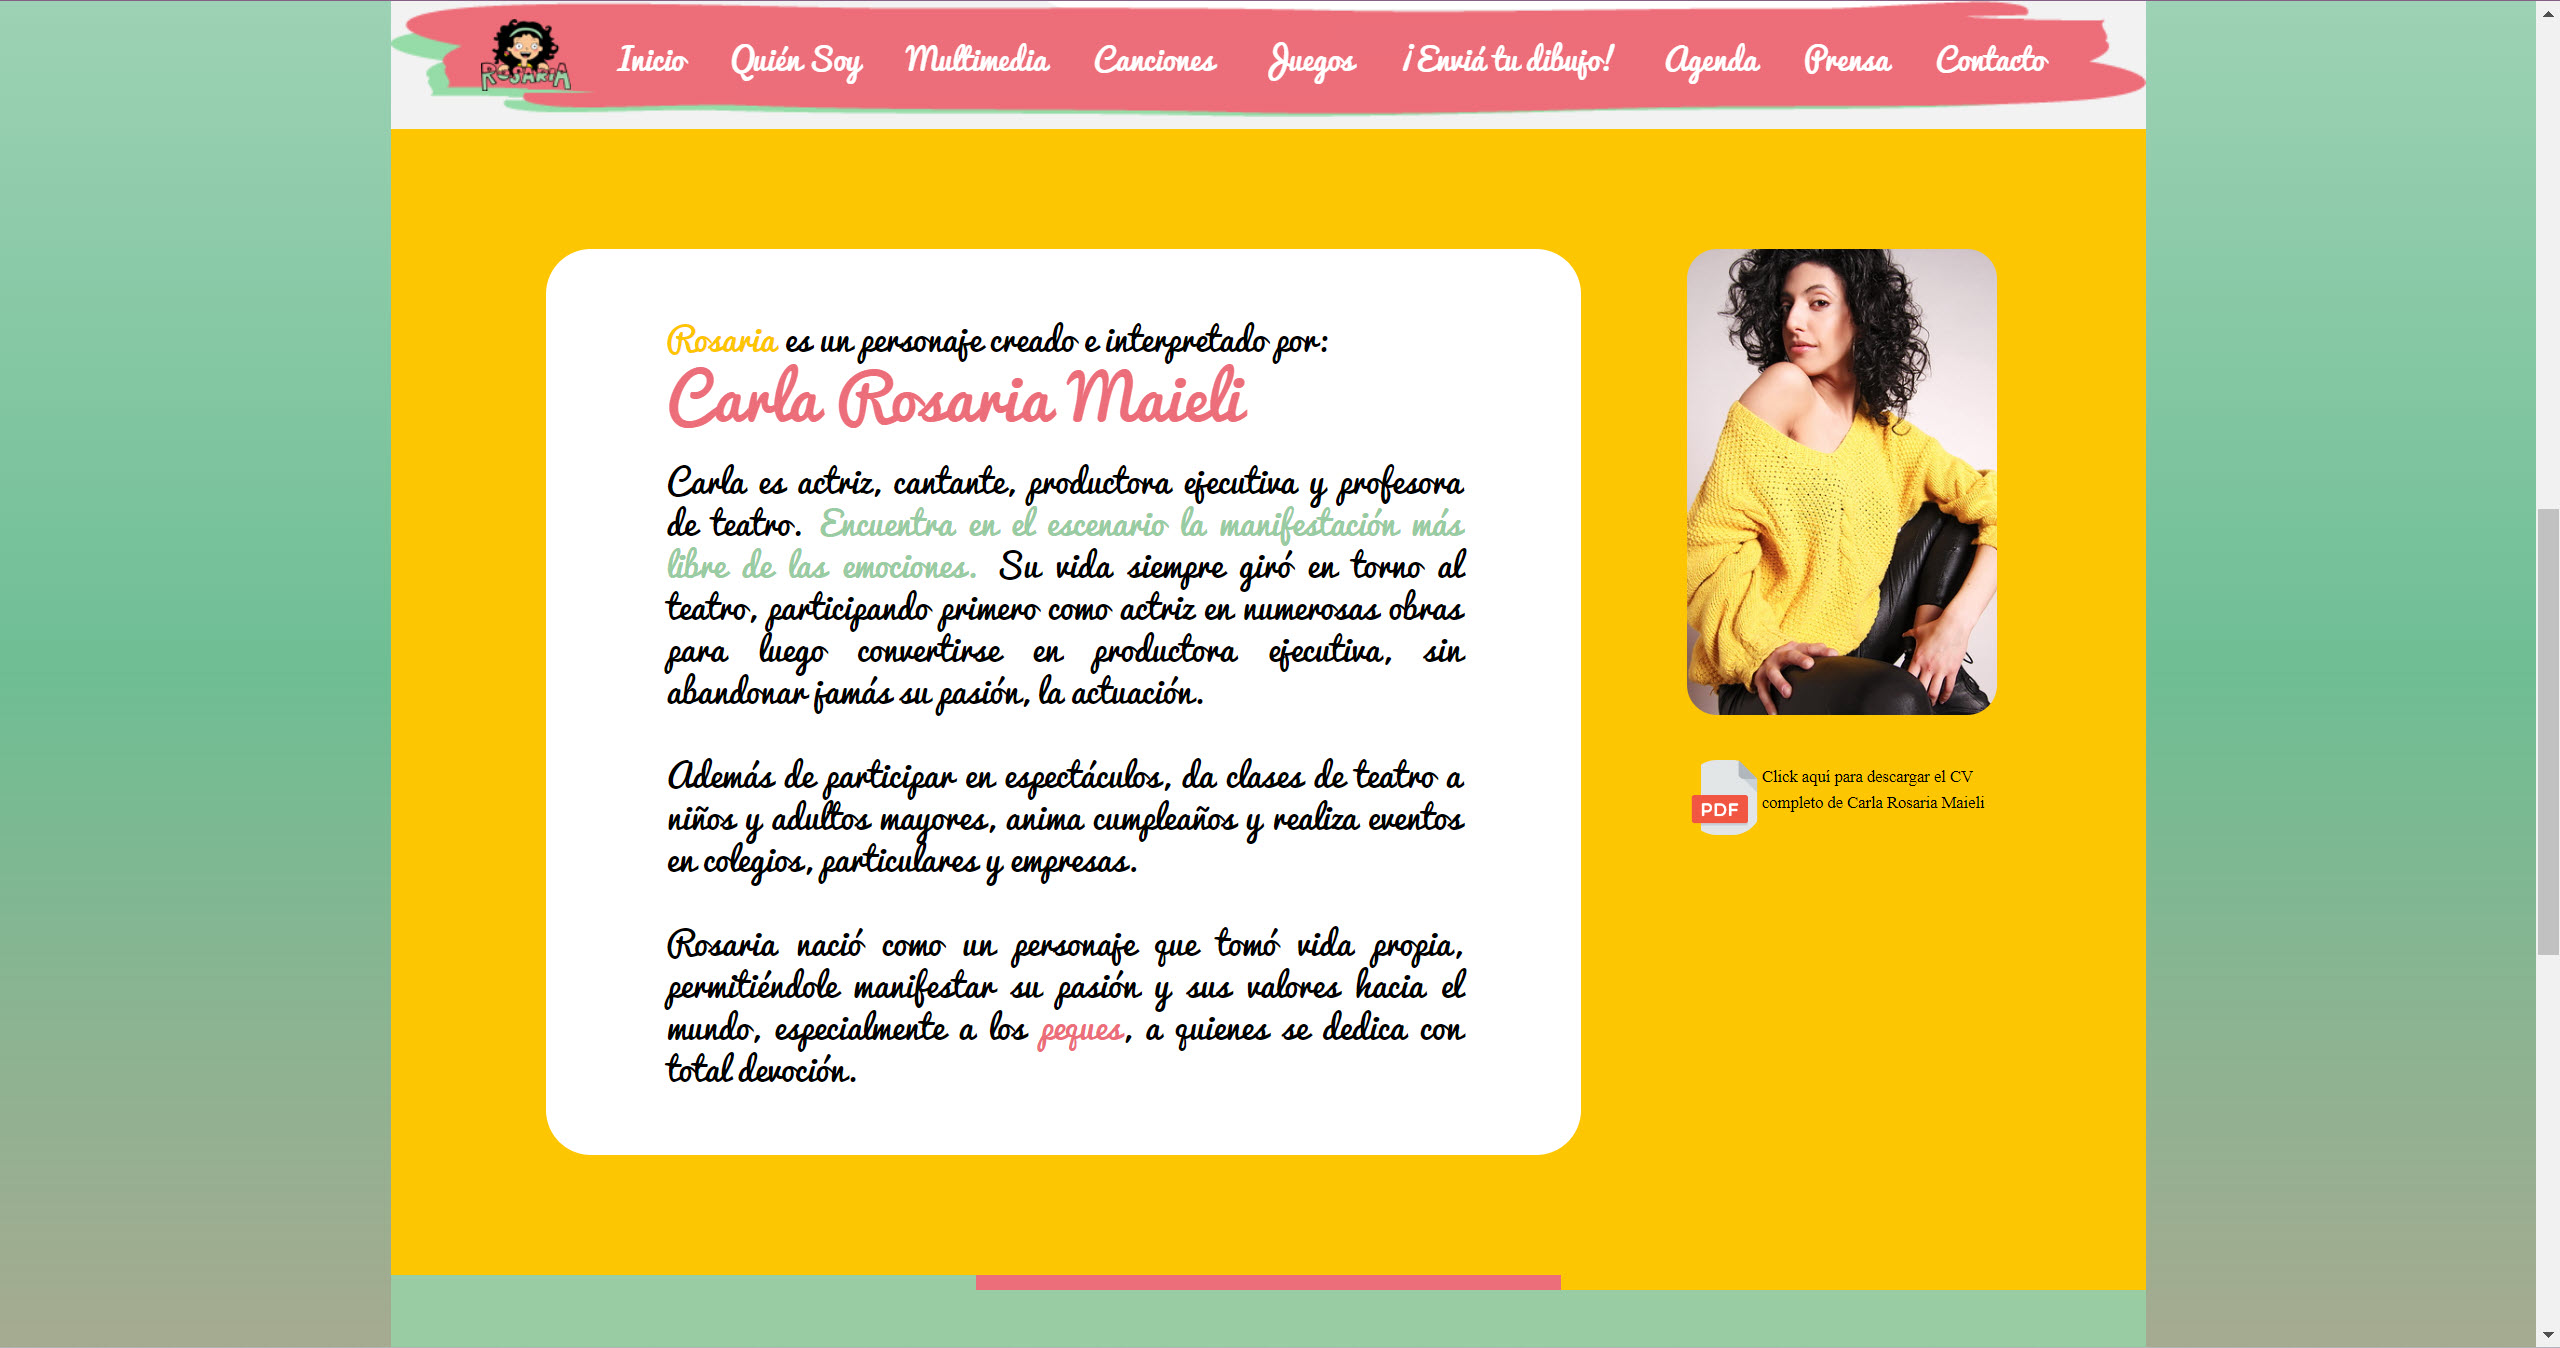 ROSARIA
Inicio Quién Soy Multimedia Canciones Juegos ¡Enviá tu dibujo! Agenda Prensa Contacto
Rosaria es un personaje creado e interpretado por:
Carla Rosaria Maieli
Carla es actriz, cantante, productora ejecutiva y profesora
de teatro. Encuentra en el escenario la manifestación más
libre de las emociones. Su vida siempre giró en torno al
teatro, participando primero como actriz en numerosas obras
para luego convertirse en productora ejecutiva, sin
abandonar jamás su pasión, la actuación.
Además de participar en espectáculos, da clases de teatro a
niños y adultos mayores, anima cumpleaños y realiza eventos
en colegios, particulares y empresas.
Rosaria nació como un personaje que tomó vida propia,
permitiéndole manifestar su pasión y sus valores hacia el
mundo, especialmente a los peques, a quienes se dedica con
total devoción.
PDF
Click aquí para descargar el CV
completo de Carla Rosaria Maieli